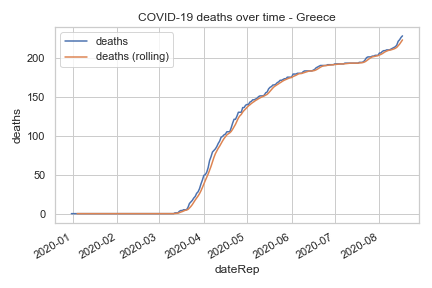 COVID-19 deaths over time - Greece
deaths
deaths (rolling)
deaths
200
150
100
50
0
2020-01
2020-02
2020-03
2020-04
2020-05
2020-06
2020-07
2020-08
dateRep